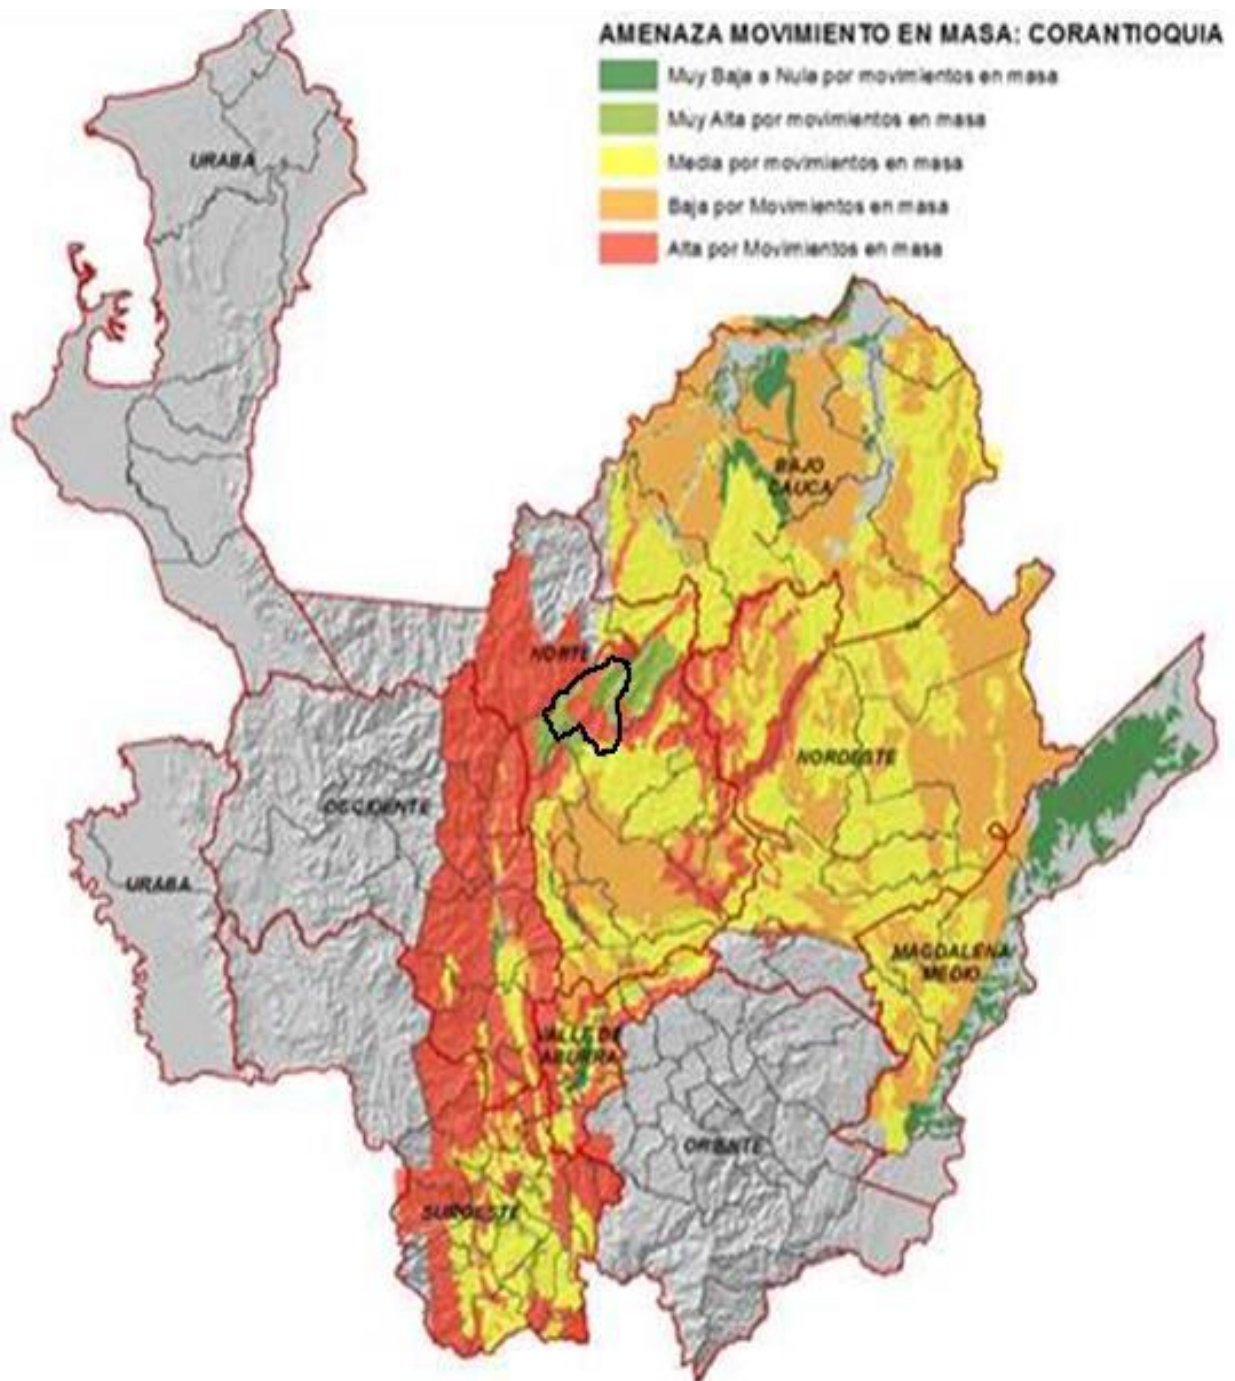 AMENAZA MOVIMIENTO EN MASA: CORANTIOQUIA
Muy Baja a Nula por movimientos en masa
Muy Alta por movimientos en masa
Media por movimientos en masa
Baja por Movimientos en masa
Alta por Movimientos en masa
URABA
BAJO
CAUCA
NORTE
NORDESTE
OCCIDENTE
URABA
MAGDALENA
MEDIO
VALLE DE
ABURRA
ORIENTE
SUROESTE